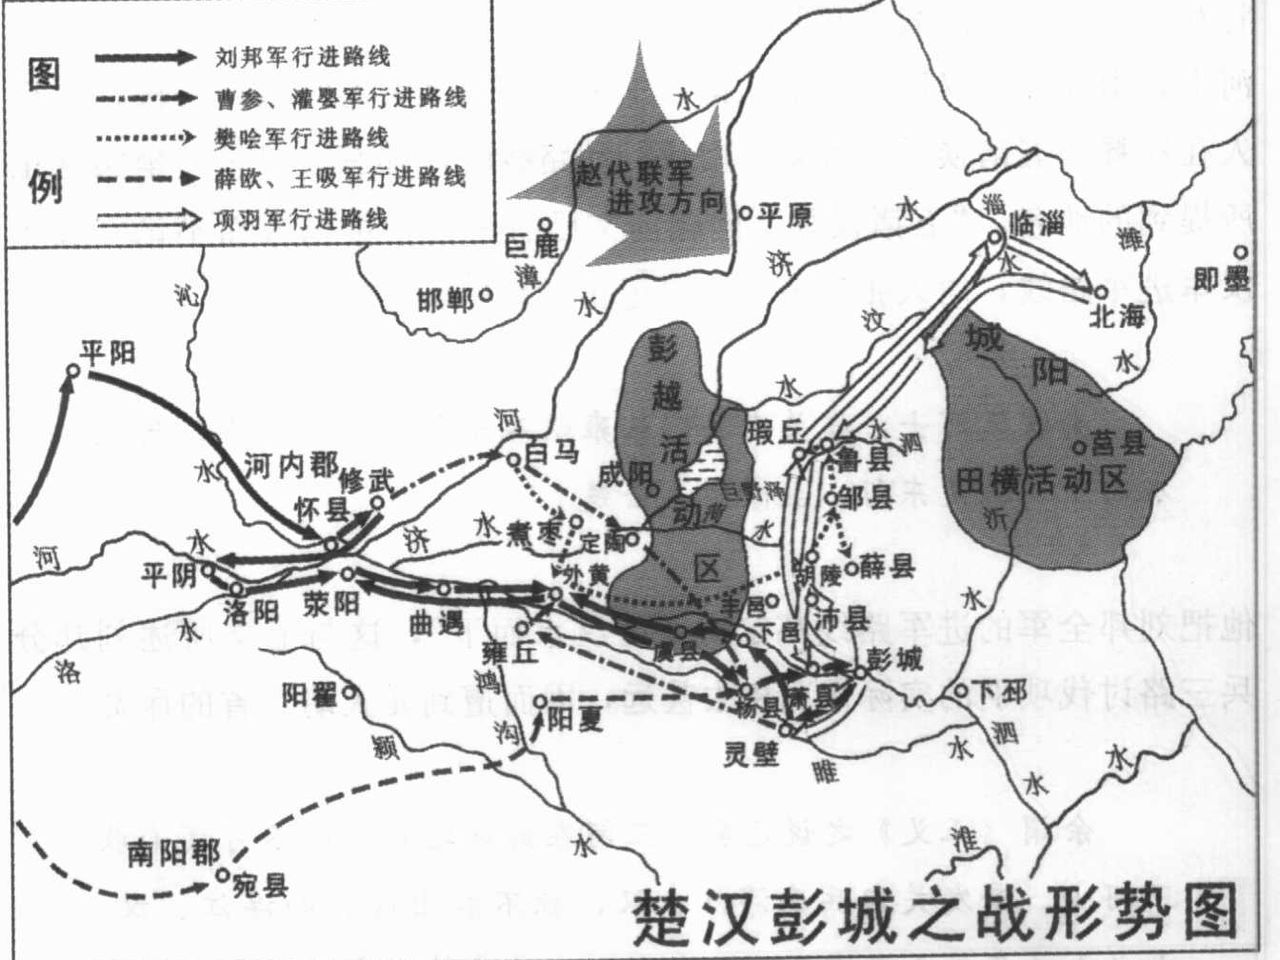 图例
刘邦军行进路线
曹参、灌婴军行进路线
樊哙军行进路线
薛欧、王吸军行进路线
项羽军行进路线
水
赵代联军
进攻方向
平原
巨鹿
漳
水
邯郸
沁
水
济
水
淄
水
临淄
潍
水
即墨
北海
汶
水
平阳
彭
越
活
动
区
城
阳
莒县
田横活动区
沂
水
河
白马
河内郡
修武
怀县
成阳
瑕丘
鲁县
泗
水
巨野泽
菏
水
邹县
薛县
胡陵
河
水
平阴
洛阳
荥阳
济
水
煮枣
定陶
外黄
曲遇
雍丘
虞县
丰邑
下邑
沛县
洛
水
彭城
萧县
杨县
灵壁
下邳
阳翟
鸿
沟
阳夏
颍
水
睢
水
泗
水
淮
水
南阳郡
宛县
楚汉彭城之战形势图